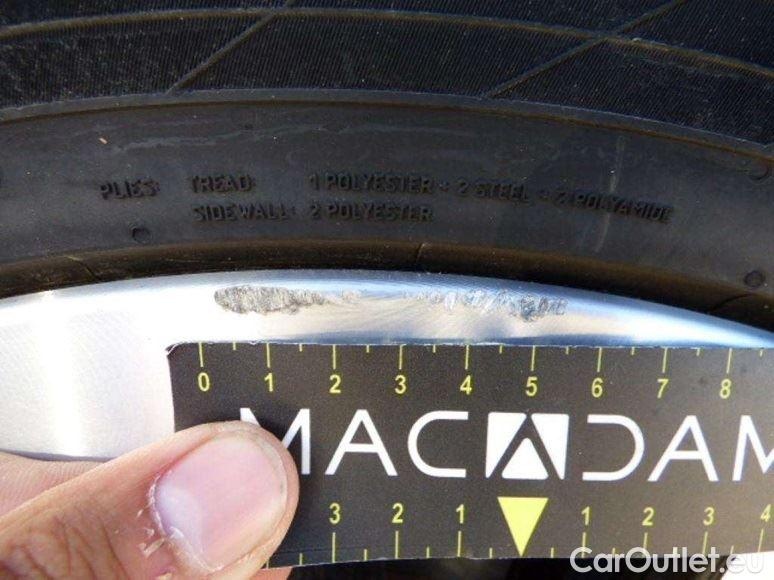 PLIES: TREAD: 1 POLYESTER + 2 STEEL + 2 POLYAMIDE
SIDEWALL: 2 POLYESTER
0 1 2 3 4 5 6 7 8
MACADAM
3 2 1 1 2 3 4
CarOutlet.eu